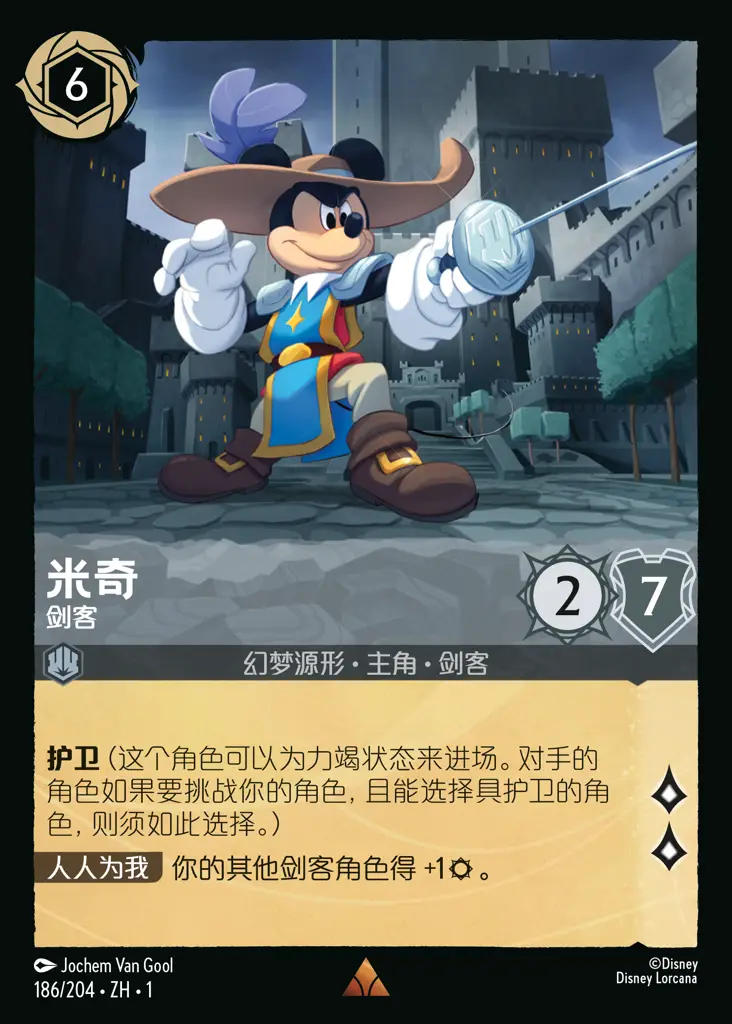 6
米奇
剑客
2
7
幻梦源形 • 主角 • 剑客
护卫（这个角色可以为力竭状态来进场。对手的
角色如果要挑战你的角色，且能选择具护卫的角
色，则须如此选择。）
人人为我 你的其他剑客角色得 +1 。
Jochem Van Gool
186/204 • ZH • 1
©Disney
Disney Lorcana